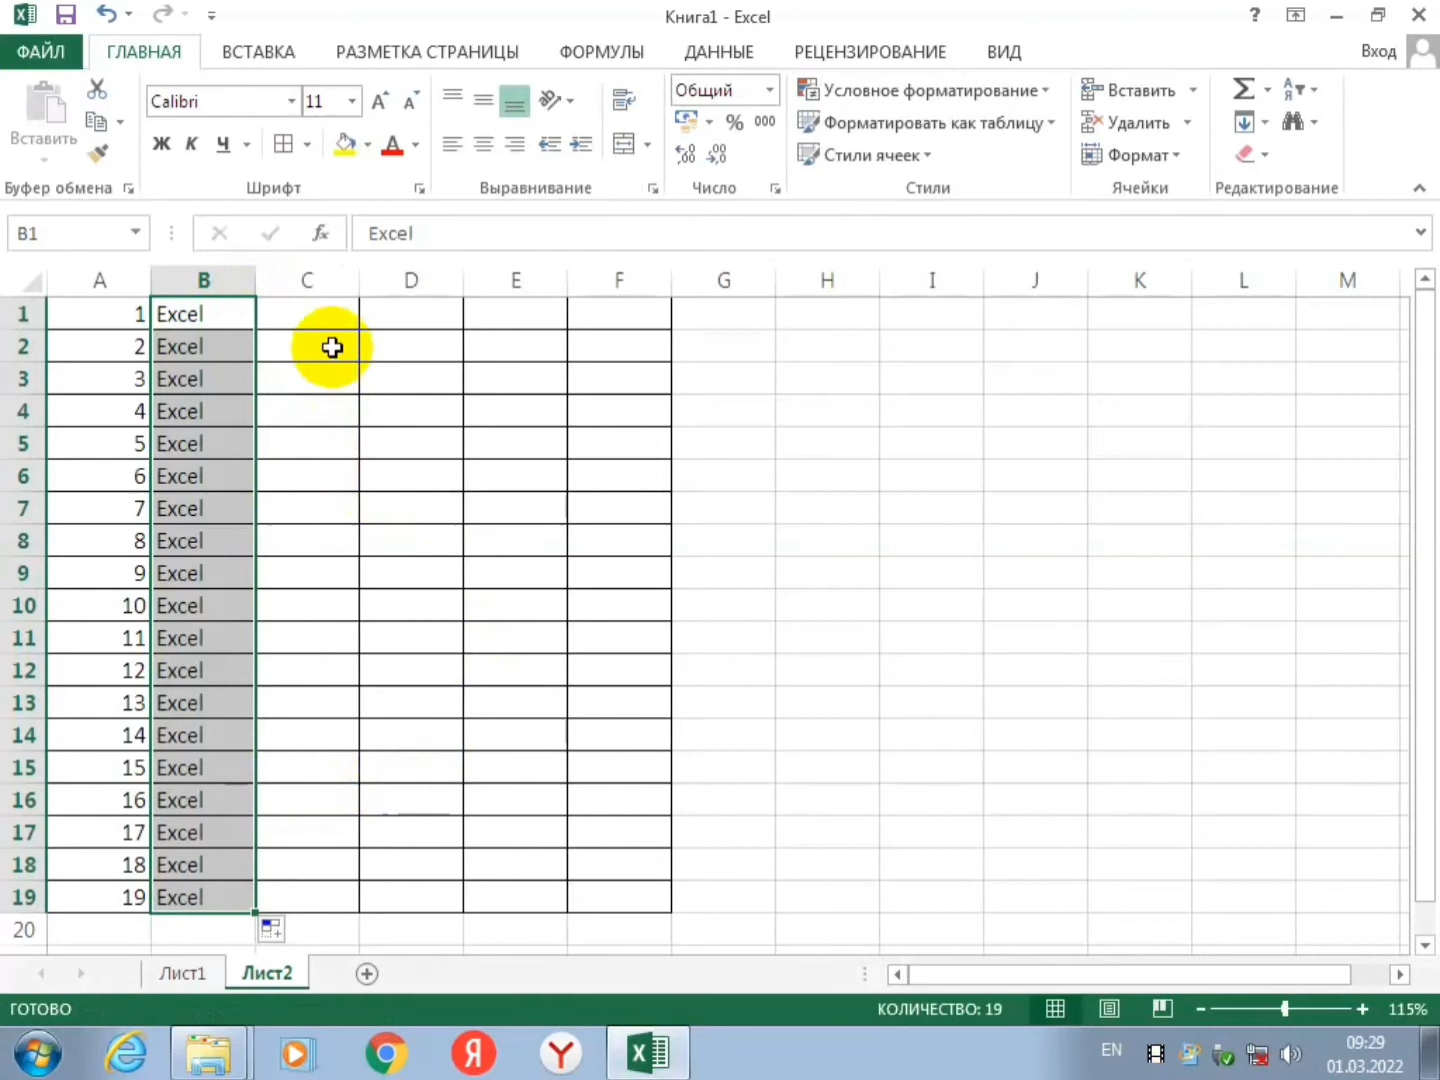 Книга1 - Excel
?
ФАЙЛ ГЛАВНАЯ ВСТАВКА РАЗМЕТКА СТРАНИЦЫ ФОРМУЛЫ ДАННЫЕ РЕЦЕНЗИРОВАНИЕ ВИД Вход
Вставить
Буфер обмена
Calibri 11
Ж К Ч
Шрифт
Выравнивание
Общий
% 000
Число
Условное форматирование
Форматировать как таблицу
Стили ячеек
Стили
Вставить
Удалить
Формат
Ячейки
Редактирование
B1 fx Excel
A B C D E F G H I J K L M
1 1 Excel
2 2 Excel
3 3 Excel
4 4 Excel
5 5 Excel
6 6 Excel
7 7 Excel
8 8 Excel
9 9 Excel
10 10 Excel
11 11 Excel
12 12 Excel
13 13 Excel
14 14 Excel
15 15 Excel
16 16 Excel
17 17 Excel
18 18 Excel
19 19 Excel
20
Лист1 Лист2
ГОТОВО КОЛИЧЕСТВО: 19 115%
EN 09:29
01.03.2022